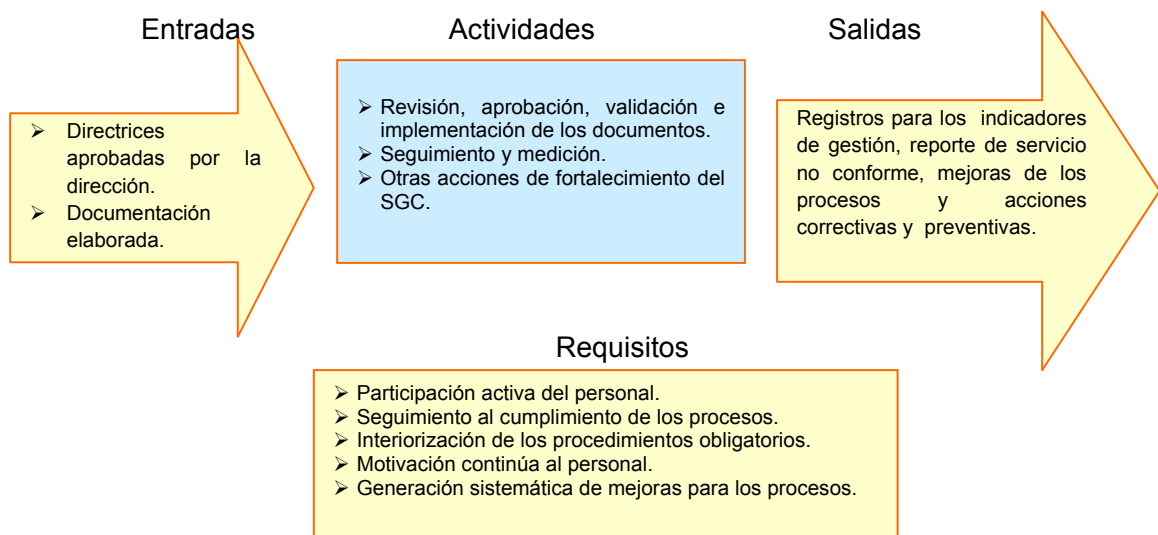 Entradas
Actividades
Salidas
➢ Directrices
aprobadas por la
dirección.
➢ Documentación
elaborada.
➢ Revisión, aprobación, validación e
implementación de los documentos.
➢ Seguimiento y medición.
➢ Otras acciones de fortalecimiento del
SGC.
Registros para los indicadores
de gestión, reporte de servicio
no conforme, mejoras de los
procesos y acciones
correctivas y preventivas.
Requisitos
➢ Participación activa del personal.
➢ Seguimiento al cumplimiento de los procesos.
➢ Interiorización de los procedimientos obligatorios.
➢ Motivación continúa al personal.
➢ Generación sistemática de mejoras para los procesos.